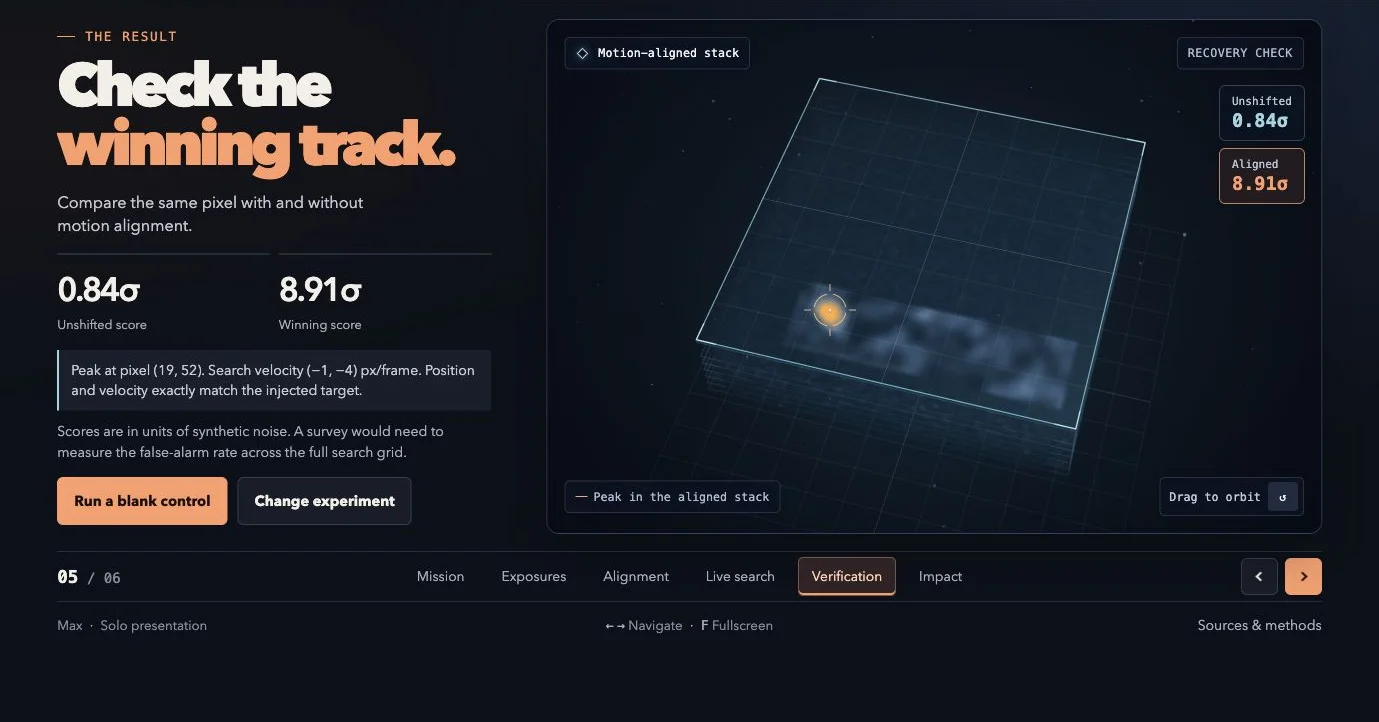 — THE RESULT
Check the
winning track.
Compare the same pixel with and without
motion alignment.
0.84σ
Unshifted score
8.91σ
Winning score
Peak at pixel (19, 52). Search velocity (−1, −4) px/frame. Position
and velocity exactly match the injected target.
Scores are in units of synthetic noise. A survey would need to
measure the false-alarm rate across the full search grid.
Run a blank control
Change experiment
◇ Motion-aligned stack
RECOVERY CHECK
Unshifted
0.84σ
Aligned
8.91σ
— Peak in the aligned stack
Drag to orbit ↺
05 / 06
Mission
Exposures
Alignment
Live search
Verification
Impact
‹ ›
Max · Solo presentation
←→ Navigate · F Fullscreen
Sources & methods